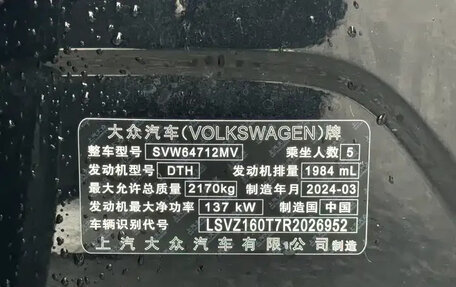 大众汽车(VOLKSWAGEN)牌
整车型号 SVW64712MV 乘坐人数 5
发动机型号 DTH 发动机排量 1984 mL
最大允许总质量 2170kg 制造年月 2024-03
发动机最大净功率 137 kW 制造国 中国
车辆识别代号 LSVZ160T7R2026952
上汽大众汽车有限公司制造